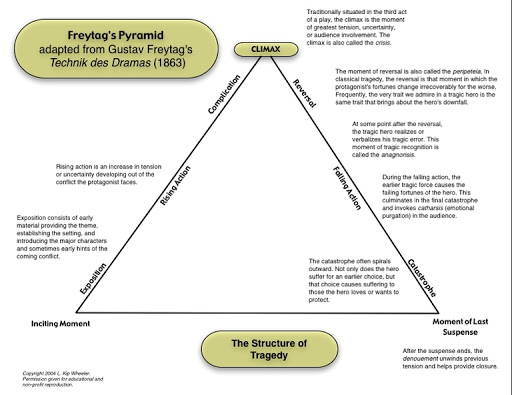 Freytag's Pyramid
adapted from Gustav Freytag's
Technik des Dramas (1863)
Traditionally situated in the third act
of a play, the climax is the moment
of greatest tension, uncertainty,
or audience involvement. The
climax is also called the crisis.
CLIMAX
Complication
Reversal
The moment of reversal is also called the peripeteia. In
classical tragedy, the reversal is that moment in which the
protagonist's fortunes change irrecoverably for the worse.
Frequently, the very trait we admire in a tragic hero is the
same trait that brings about the hero's downfall.
At some point after the reversal,
the tragic hero realizes or
verbalizes his tragic error. This
moment of tragic recognition is
called the anagnorisis.
Rising action is an increase in tension
or uncertainty developing out of the
conflict the protagonist faces.
Rising Action
Falling Action
During the falling action, the
earlier tragic force causes the
failing fortunes of the hero. This
culminates in the final catastrophe
and invokes catharsis (emotional
purgation) in the audience.
Exposition consists of early
material providing the theme,
establishing the setting, and
introducing the major characters
and sometimes early hints of the
coming conflict.
Exposition
The catastrophe often spirals
outward. Not only does the hero
suffer for an earlier choice, but
that choice causes suffering to
those the hero loves or wants to
protect.
Catastrophe
Inciting Moment
Moment of Last
Suspense
The Structure of
Tragedy
After the suspense ends, the
denouement unwinds previous
tension and helps provide closure.
Copyright 2004 L. Kip Wheeler.
Permission given for educational and
non-profit reproduction.